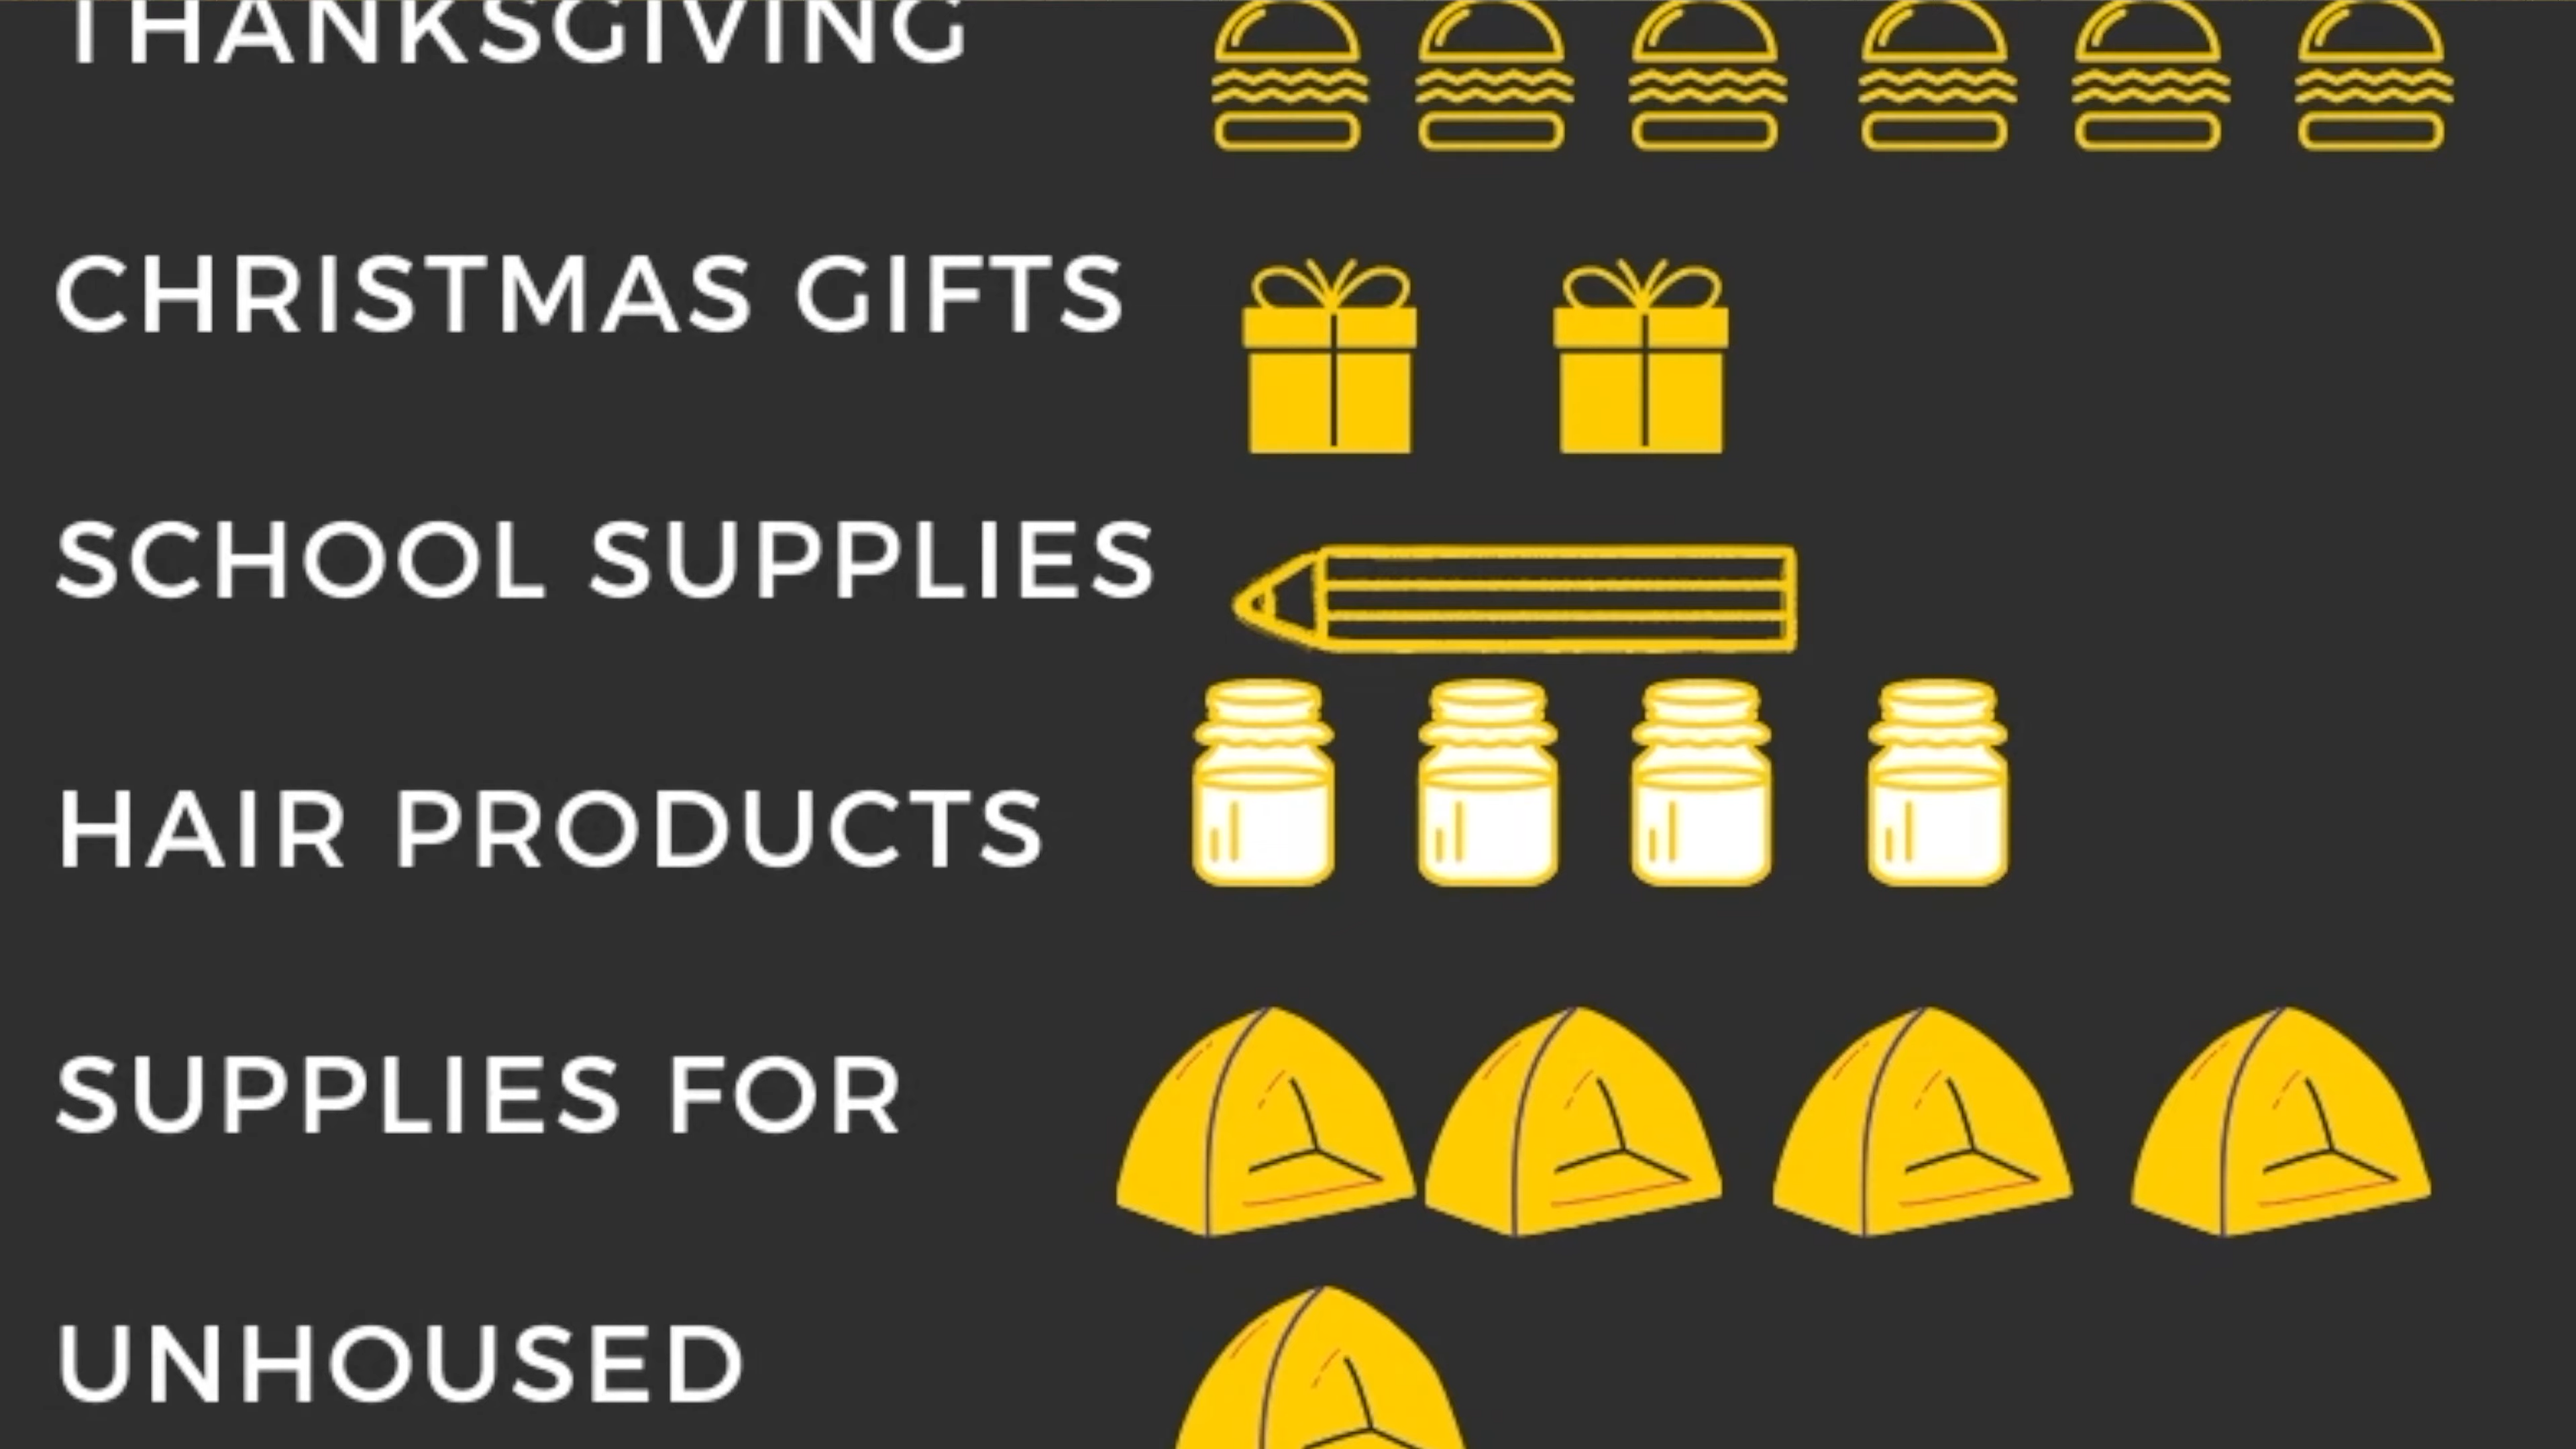 THANKSGIVING
CHRISTMAS GIFTS
SCHOOL SUPPLIES
HAIR PRODUCTS
SUPPLIES FOR
UNHOUSED